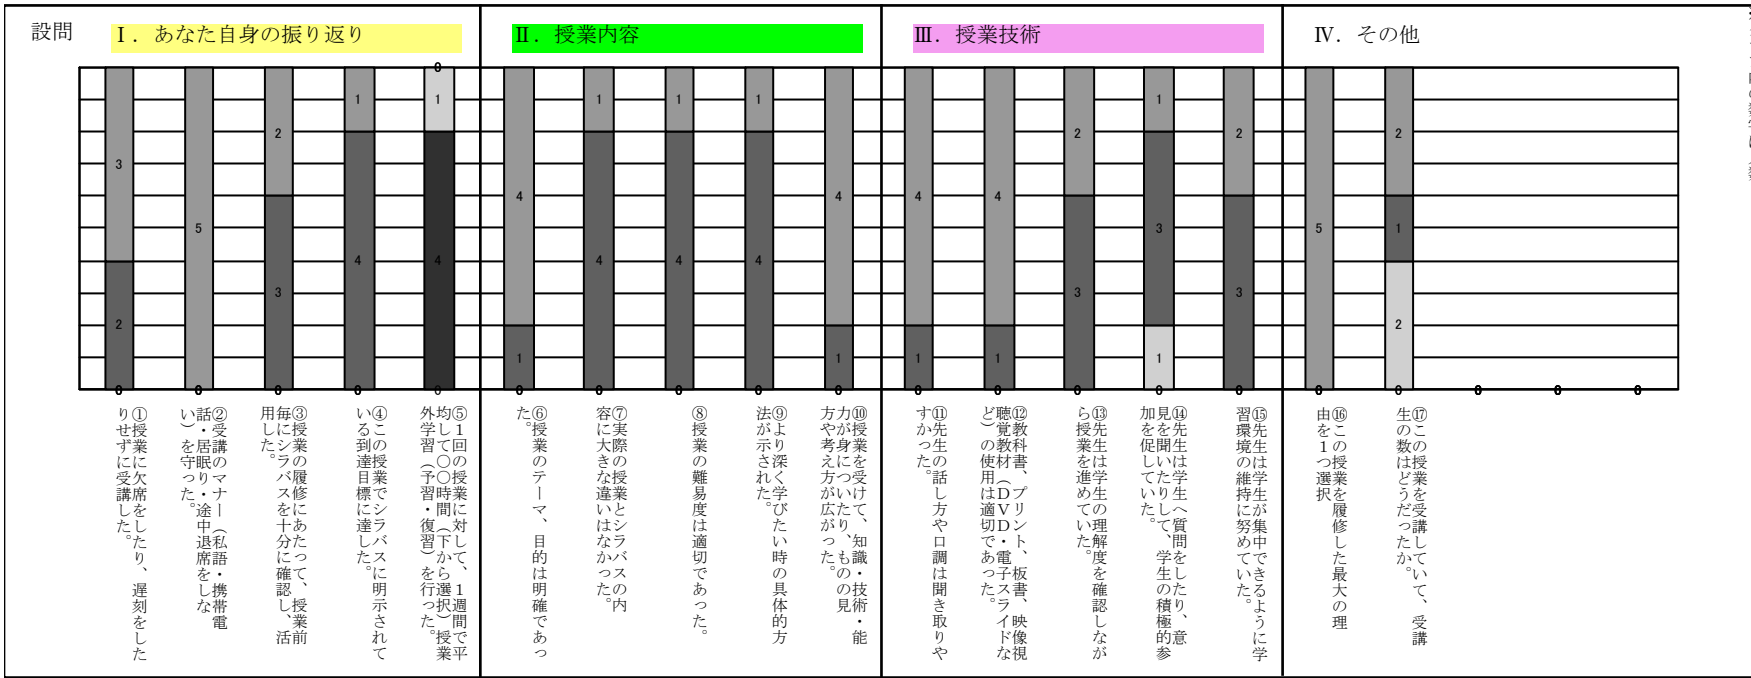 設問
Ⅰ．あなた自身の振り返り
Ⅱ．授業内容
Ⅲ．授業技術
Ⅳ．その他
3
2
0
5
0
2
3
0
1
4
0
0
1
4
0
4
1
0
1
4
0
1
4
0
1
4
0
4
1
0
4
1
0
4
1
0
2
3
0
1
3
1
0
2
3
0
5
0
2
1
2
0
0
0
0
①授業に欠席をしたり、遅刻をした
りせずに受講した。
②受講のマナー（私語・携帯電
話・居眠り・途中退席をしな
い）を守った。
③授業の履修にあたって、授業前
毎にシラバスを十分に確認し、活
用した。
④この授業でシラバスに明示されて
いる到達目標に達した。
⑤１回の授業に対して、１週間で平
均して〇〇時間（下から選択）授業
外学習（予習・復習）を行った。
⑥授業のテーマ、目的は明確であっ
た。
⑦実際の授業とシラバスの内
容に大きな違いはなかった。
⑧授業の難易度は適切であった。
⑨より深く学びたい時の具体的方
法が示された。
⑩授業を受けて、知識・技術・能
力が身についたり、ものの見
方や考え方が広がった。
⑪先生の話し方や口調は聞き取りや
すかった。
⑫教科書、プリント、板書、映像視
聴覚教材（ＤＶＤ・電子スライドな
ど）の使用は適切であった。
⑬先生は学生の理解度を確認しなが
ら授業を進めていた。
⑭先生は学生へ質問をしたり、意
見を聞いたりして、学生の積極的参
加を促していた。
⑮先生は学生が集中できるように学
習環境の維持に努めていた。
⑯この授業を履修した最大の理
由を１つ選択
⑰この授業を受講していて、受講
生の数はどうだったか。